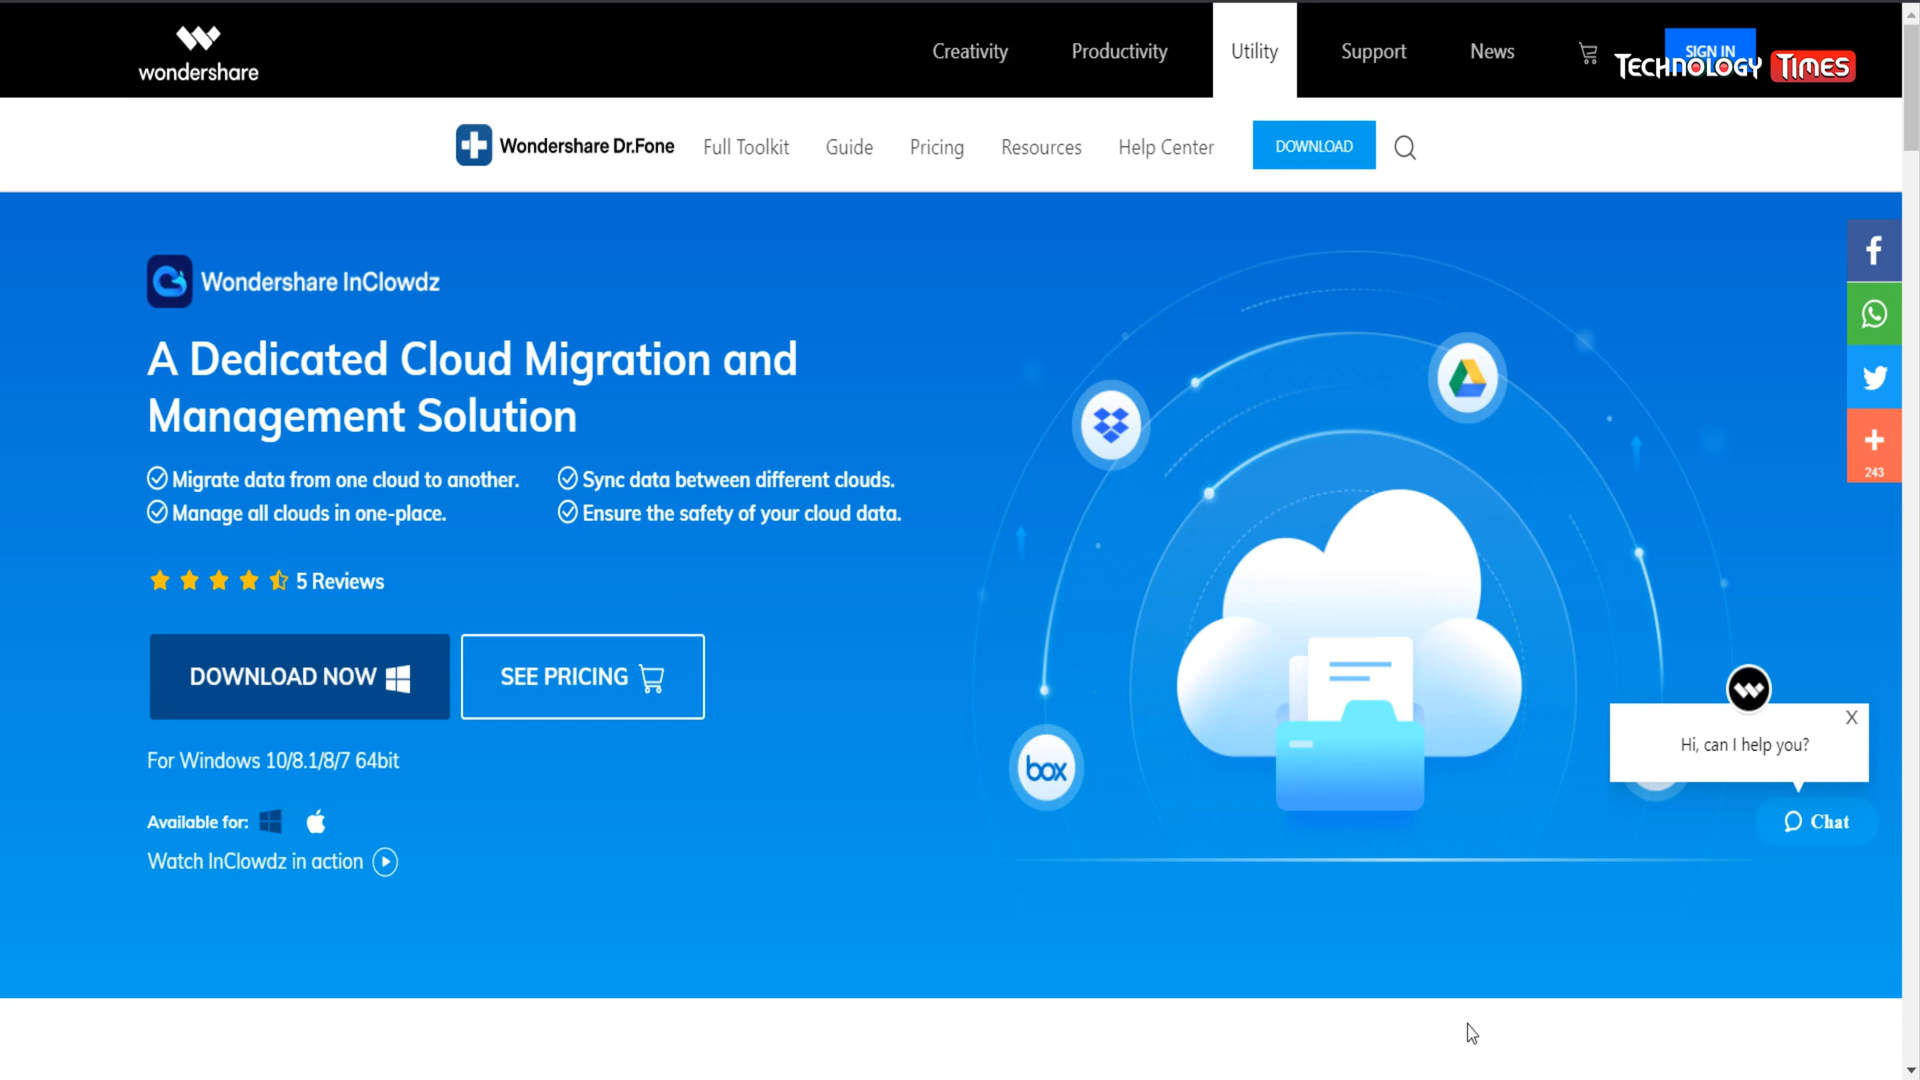 wondershare
Creativity
Productivity
Utility
Support
News
SIGN IN
TECHNOLOGY TIMES
Wondershare Dr.Fone
Full Toolkit
Guide
Pricing
Resources
Help Center
DOWNLOAD
Wondershare InClowdz
A Dedicated Cloud Migration and
Management Solution
Migrate data from one cloud to another.
Sync data between different clouds.
Manage all clouds in one-place.
Ensure the safety of your cloud data.
5 Reviews
DOWNLOAD NOW
SEE PRICING
For Windows 10/8.1/8/7 64bit
Available for:
Watch InClowdz in action
box
243
X
Hi, can I help you?
Chat